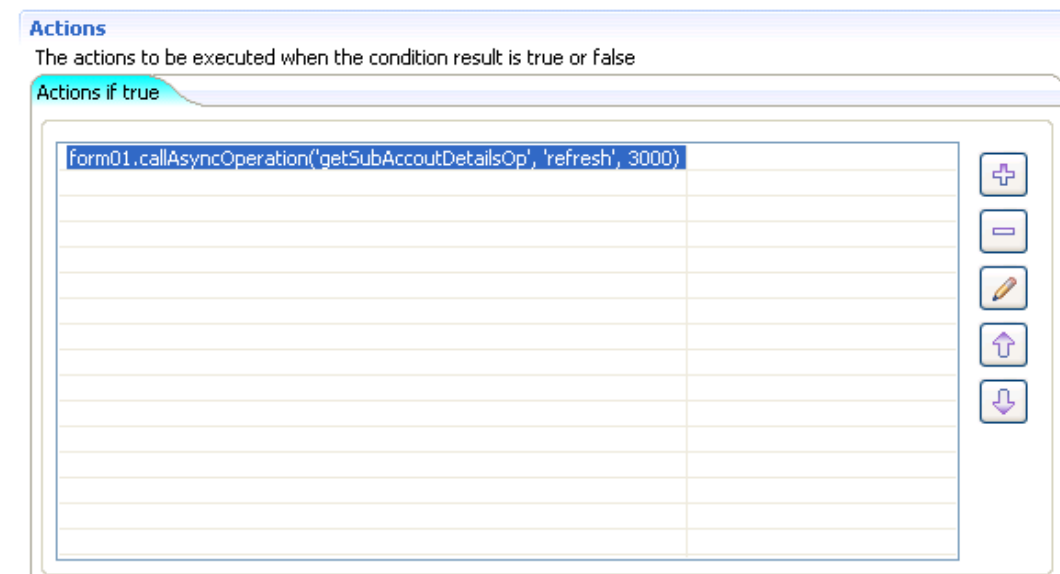 Actions
The actions to be executed when the condition result is true or false
Actions if true
form01.callAsyncOperation('getSubAccoutDetailsOp', 'refresh', 3000)